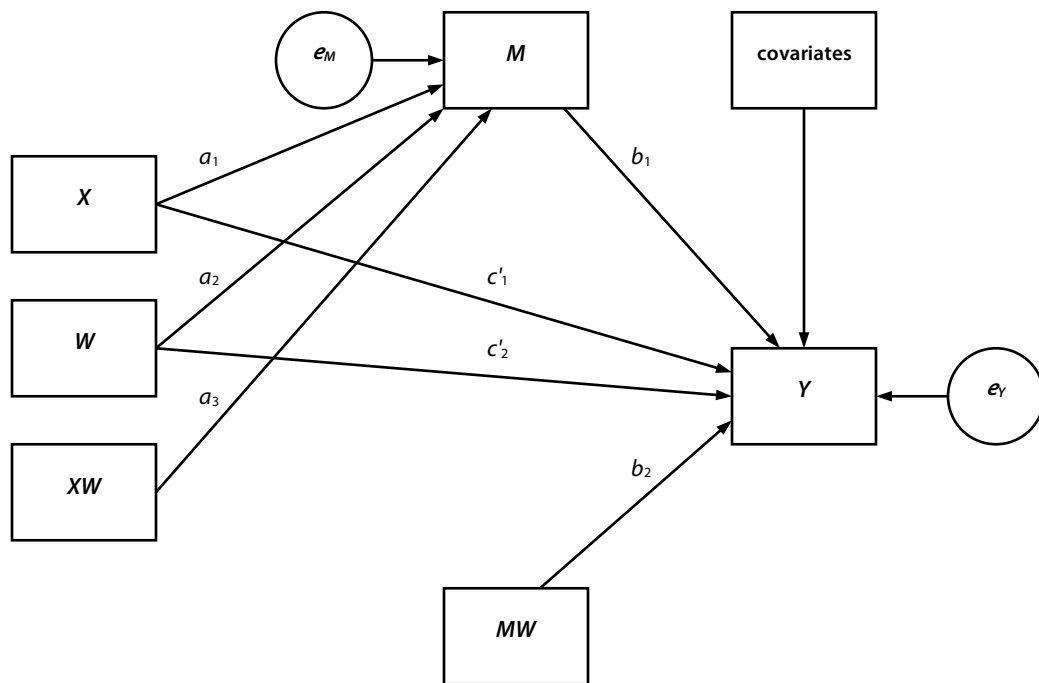 e_M
M
covariates
a₁
b₁
X
a₂
c'₁
W
c'₂
a₃
Y
e_Y
XW
b₂
MW